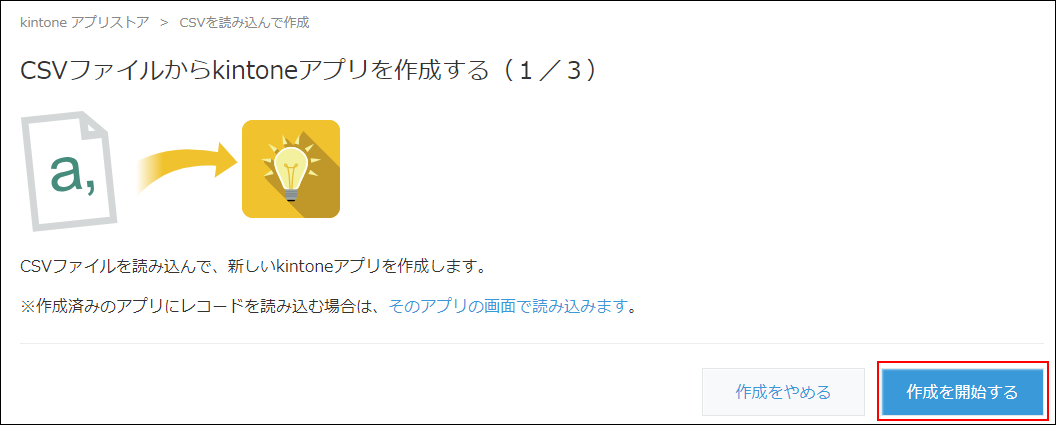 kintone アプリストア > CSVを読み込んで作成
CSVファイルからkintoneアプリを作成する（１／３）
a,
CSVファイルを読み込んで、新しいkintoneアプリを作成します。
※作成済みのアプリにレコードを読み込む場合は、そのアプリの画面で読み込みます。
作成をやめる
作成を開始する